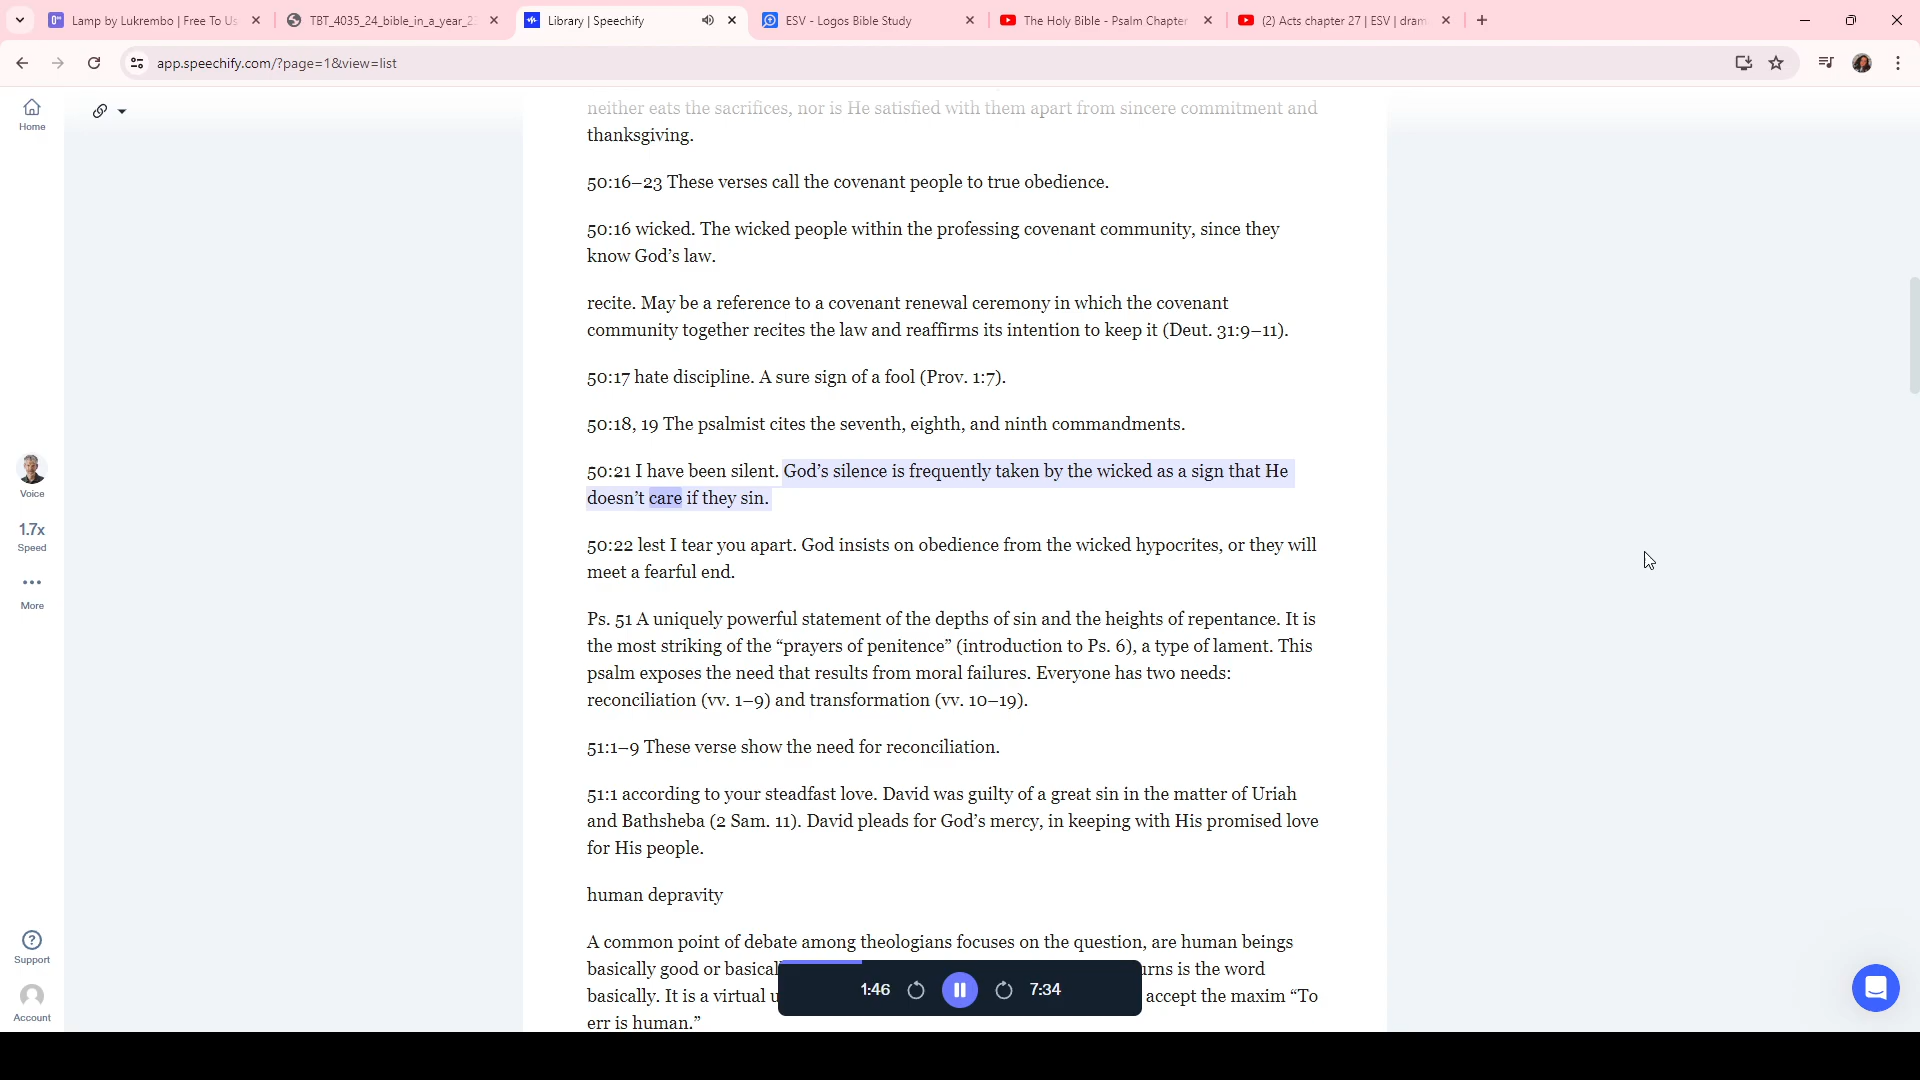 Lamp by Lukrembo | Free To Us
TBT_4035_24_bible_in_a_year_2
Library | Speechify
ESV - Logos Bible Study
The Holy Bible - Psalm Chapter
(2) Acts chapter 27 | ESV | dram
app.speechify.com/?page=1&view=list
Home
neither eats the sacrifices, nor is He satisfied with them apart from sincere commitment and
thanksgiving.
50:16–23 These verses call the covenant people to true obedience.
50:16 wicked. The wicked people within the professing covenant community, since they
know God’s law.
recite. May be a reference to a covenant renewal ceremony in which the covenant
community together recites the law and reaffirms its intention to keep it (Deut. 31:9–11).
50:17 hate discipline. A sure sign of a fool (Prov. 1:7).
50:18, 19 The psalmist cites the seventh, eighth, and ninth commandments.
50:21 I have been silent. God’s silence is frequently taken by the wicked as a sign that He
doesn’t care if they sin.
50:22 lest I tear you apart. God insists on obedience from the wicked hypocrites, or they will
meet a fearful end.
Ps. 51 A uniquely powerful statement of the depths of sin and the heights of repentance. It is
the most striking of the “prayers of penitence” (introduction to Ps. 6), a type of lament. This
psalm exposes the need that results from moral failures. Everyone has two needs:
reconciliation (vv. 1–9) and transformation (vv. 10–19).
51:1–9 These verse show the need for reconciliation.
51:1 according to your steadfast love. David was guilty of a great sin in the matter of Uriah
and Bathsheba (2 Sam. 11). David pleads for God’s mercy, in keeping with His promised love
for His people.
human depravity
A common point of debate among theologians focuses on the question, are human beings
basically good or basical urns is the word
basically. It is a virtual u accept the maxim “To
err is human.”
Voice
1.7x
Speed
More
Support
Account
1:46
7:34